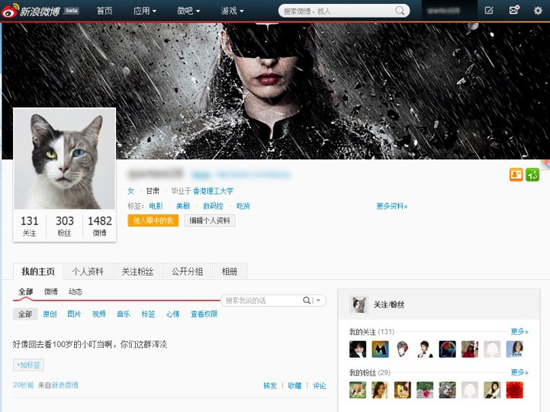 新浪微博 beta 首页 应用 微吧 游戏 搜索微博、找人
女 · 甘肃 · 毕业于 香港理工大学
标签：电影 · 美剧 · 数码控 · 吃货 更多资料»
他人眼中的我 编辑个人资料
131 303 1482
关注 粉丝 微博
我的主页 个人资料 关注粉丝 公开分组 相册
全部 微博 动态
搜索我说的话
全部 原创 图片 视频 音乐 标签 心情 查看权限
关注/粉丝
好像回去看100岁的小叮当啊，你们这群浑淡
+加标签
20秒前 来自新浪微博 转发 | 收藏 | 评论
我的关注 (131) 更多»
我的粉丝 (29) 更多»